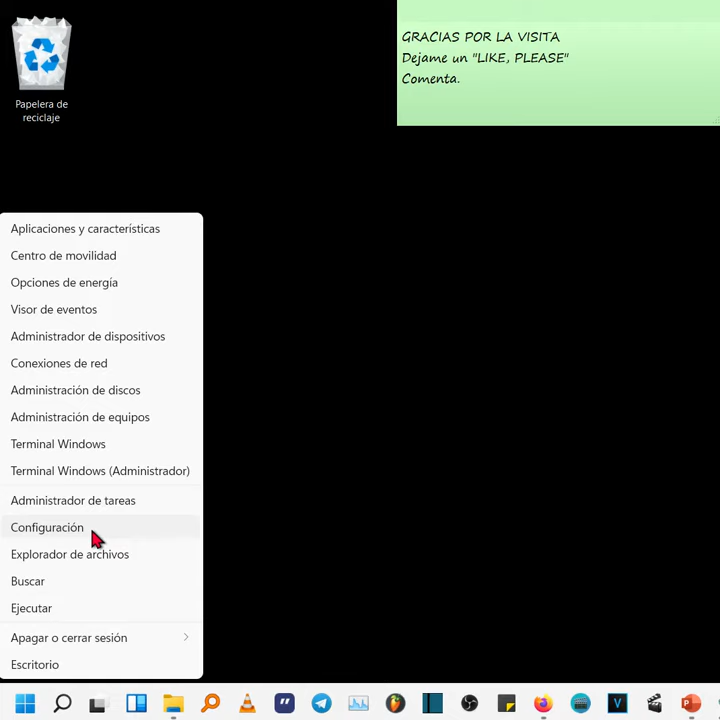 GRACIAS POR LA VISITA
Dejame un "LIKE, PLEASE"
Comenta.
Papelera de
reciclaje
Aplicaciones y características
Centro de movilidad
Opciones de energía
Visor de eventos
Administrador de dispositivos
Conexiones de red
Administración de discos
Administración de equipos
Terminal Windows
Terminal Windows (Administrador)
Administrador de tareas
Configuración
Explorador de archivos
Buscar
Ejecutar
Apagar o cerrar sesión
Escritorio